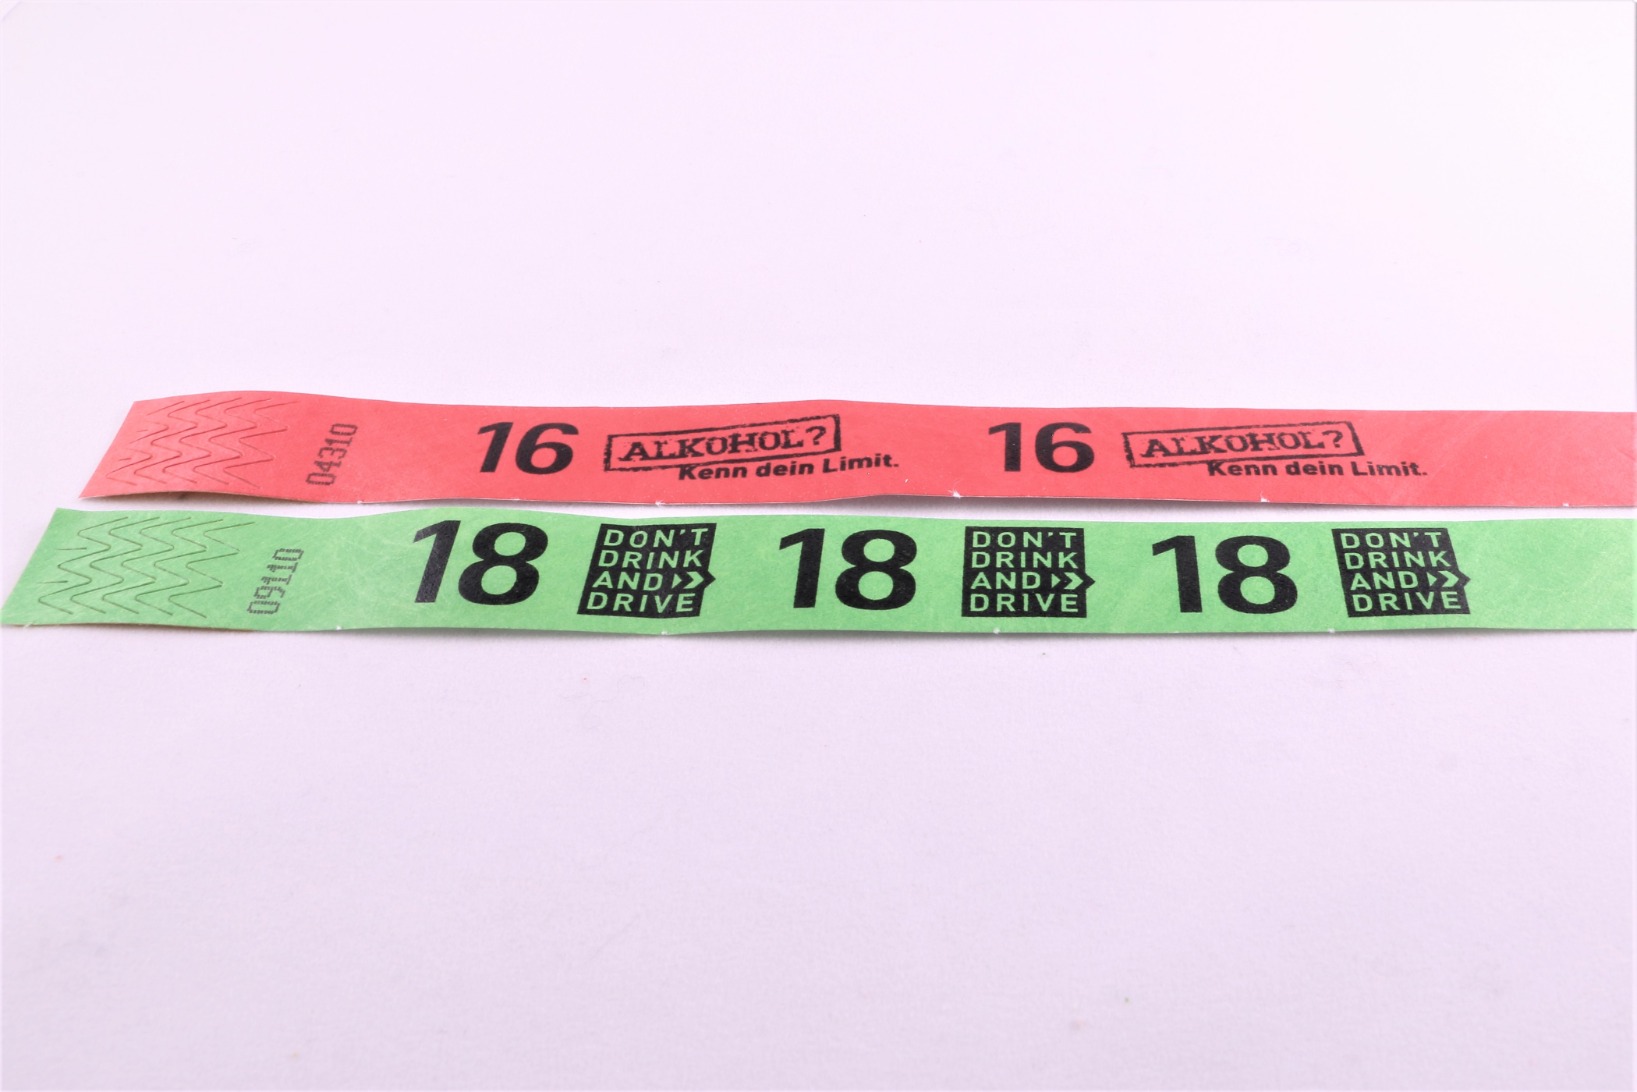 04310
16 ALKOHOL? 16 ALKOHOL?
Kenn dein Limit. Kenn dein Limit.
09110
18 DON'T 18 DON'T 18 DON'T
DRINK DRINK DRINK
AND AND AND
DRIVE DRIVE DRIVE